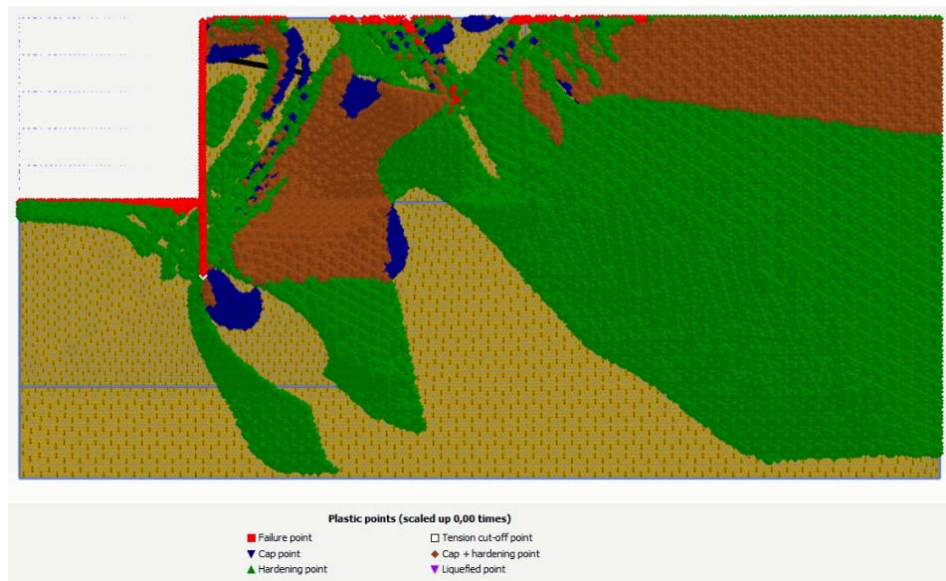 Plastic points (scaled up 0,00 times)
Failure point
Tension cut-off point
Cap point
Cap + hardening point
Hardening point
Liquefied point